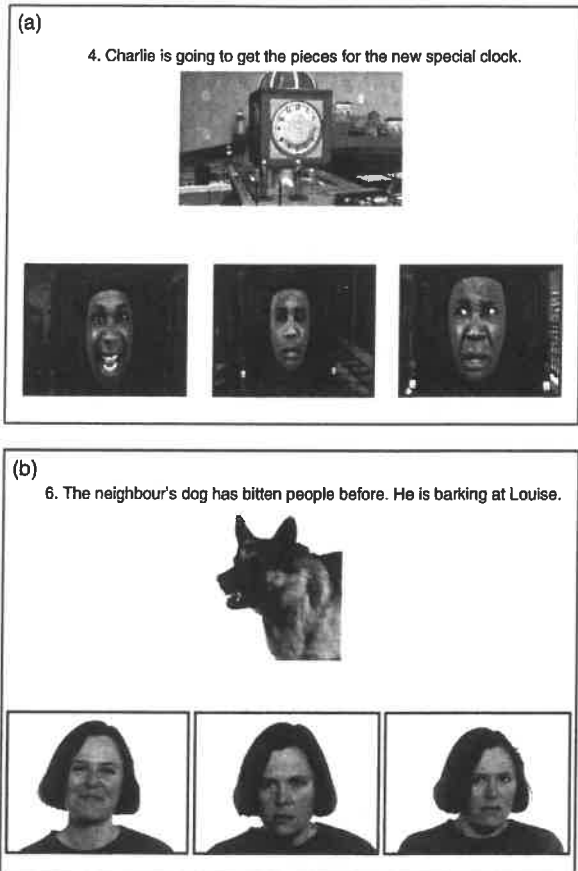 (a)
4. Charlie is going to get the pieces for the new special clock.
(b)
6. The neighbour's dog has bitten people before. He is barking at Louise.